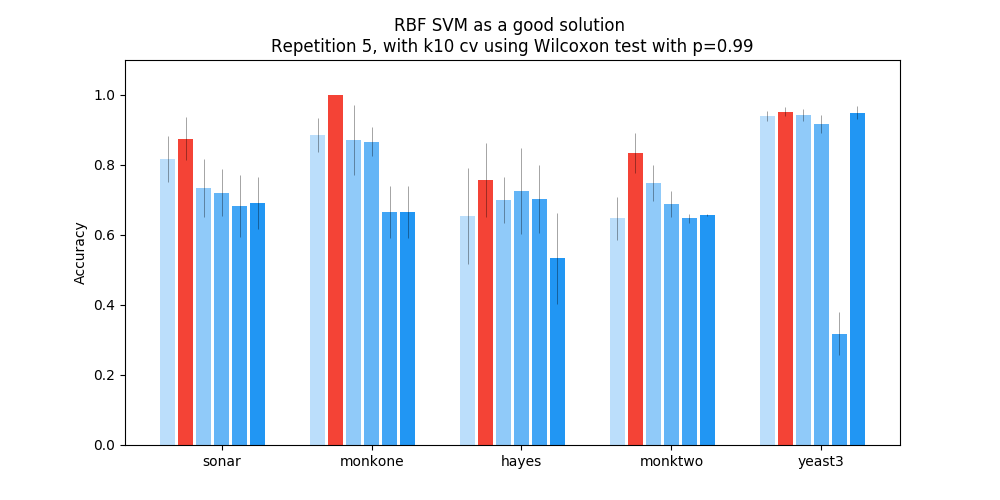 RBF SVM as a good solution
Repetition 5, with k10 cv using Wilcoxon test with p=0.99
1.0
0.8
0.6
0.4
0.2
0.0
Accuracy
sonar monkone hayes monktwo yeast3